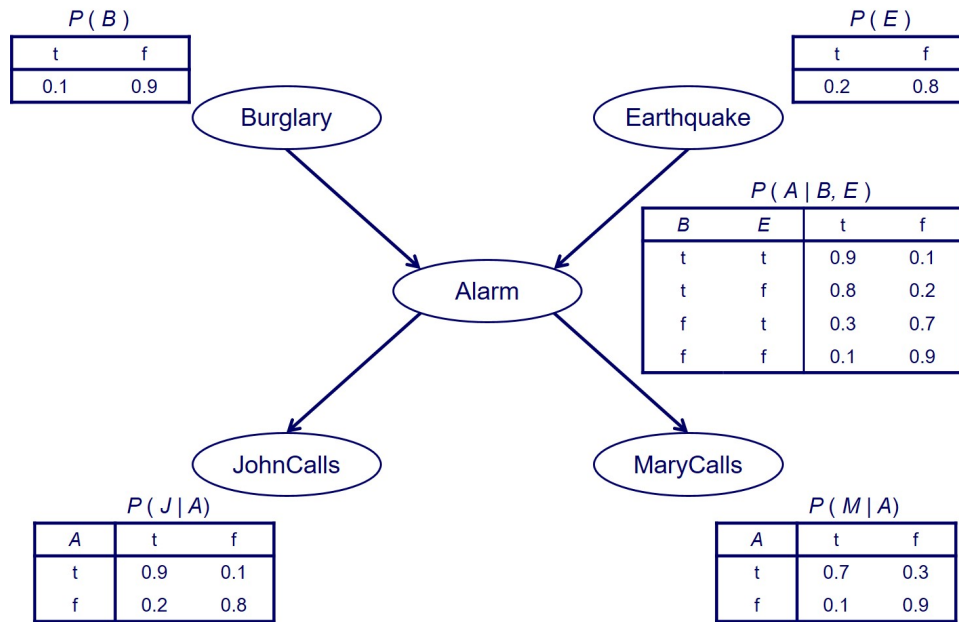 P ( B )
t f
0.1 0.9
P ( E )
t f
0.2 0.8
Burglary
Earthquake
P ( A | B, E )
B E t f
t t 0.9 0.1
t f 0.8 0.2
f t 0.3 0.7
f f 0.1 0.9
Alarm
JohnCalls
MaryCalls
P ( J | A)
A t f
t 0.9 0.1
f 0.2 0.8
P ( M | A)
A t f
t 0.7 0.3
f 0.1 0.9